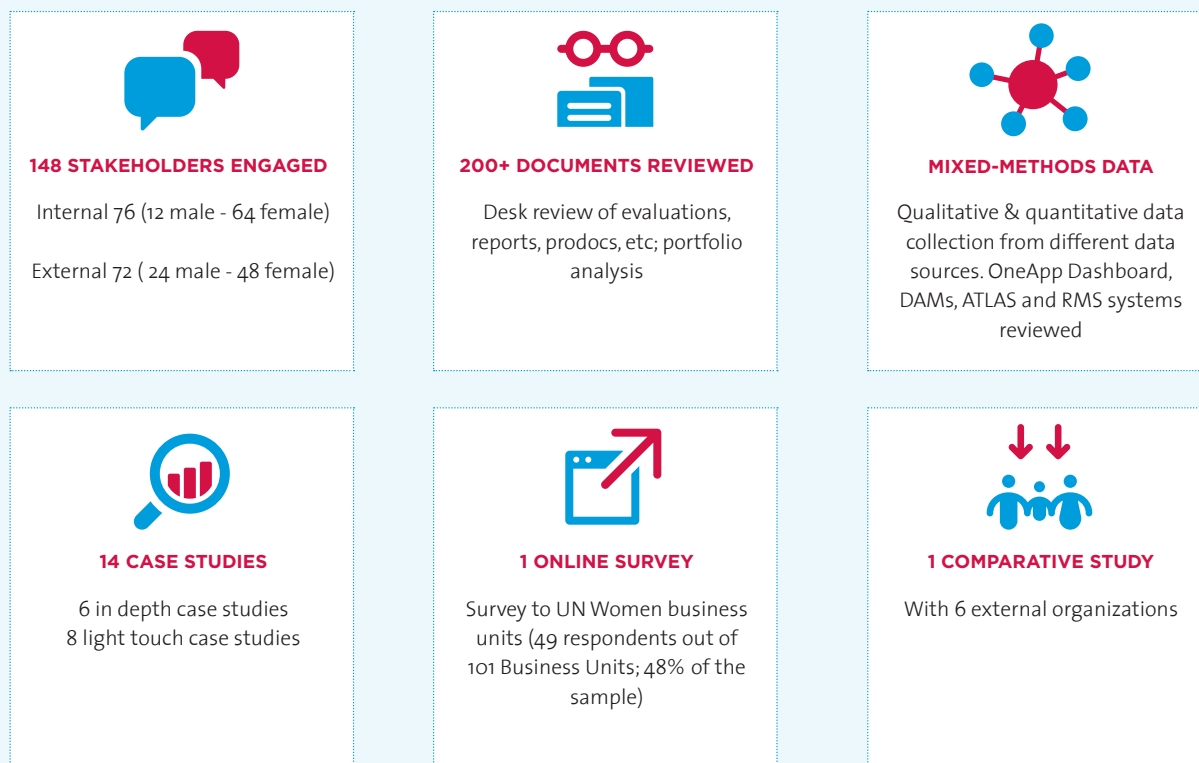 148 STAKEHOLDERS ENGAGED
Internal 76 (12 male - 64 female)
External 72 ( 24 male - 48 female)
200+ DOCUMENTS REVIEWED
Desk review of evaluations,
reports, prodocs, etc; portfolio
analysis
MIXED-METHODS DATA
Qualitative & quantitative data
collection from different data
sources. OneApp Dashboard,
DAMs, ATLAS and RMS systems
reviewed
14 CASE STUDIES
6 in depth case studies
8 light touch case studies
1 ONLINE SURVEY
Survey to UN Women business
units (49 respondents out of
101 Business Units; 48% of the
sample)
1 COMPARATIVE STUDY
With 6 external organizations